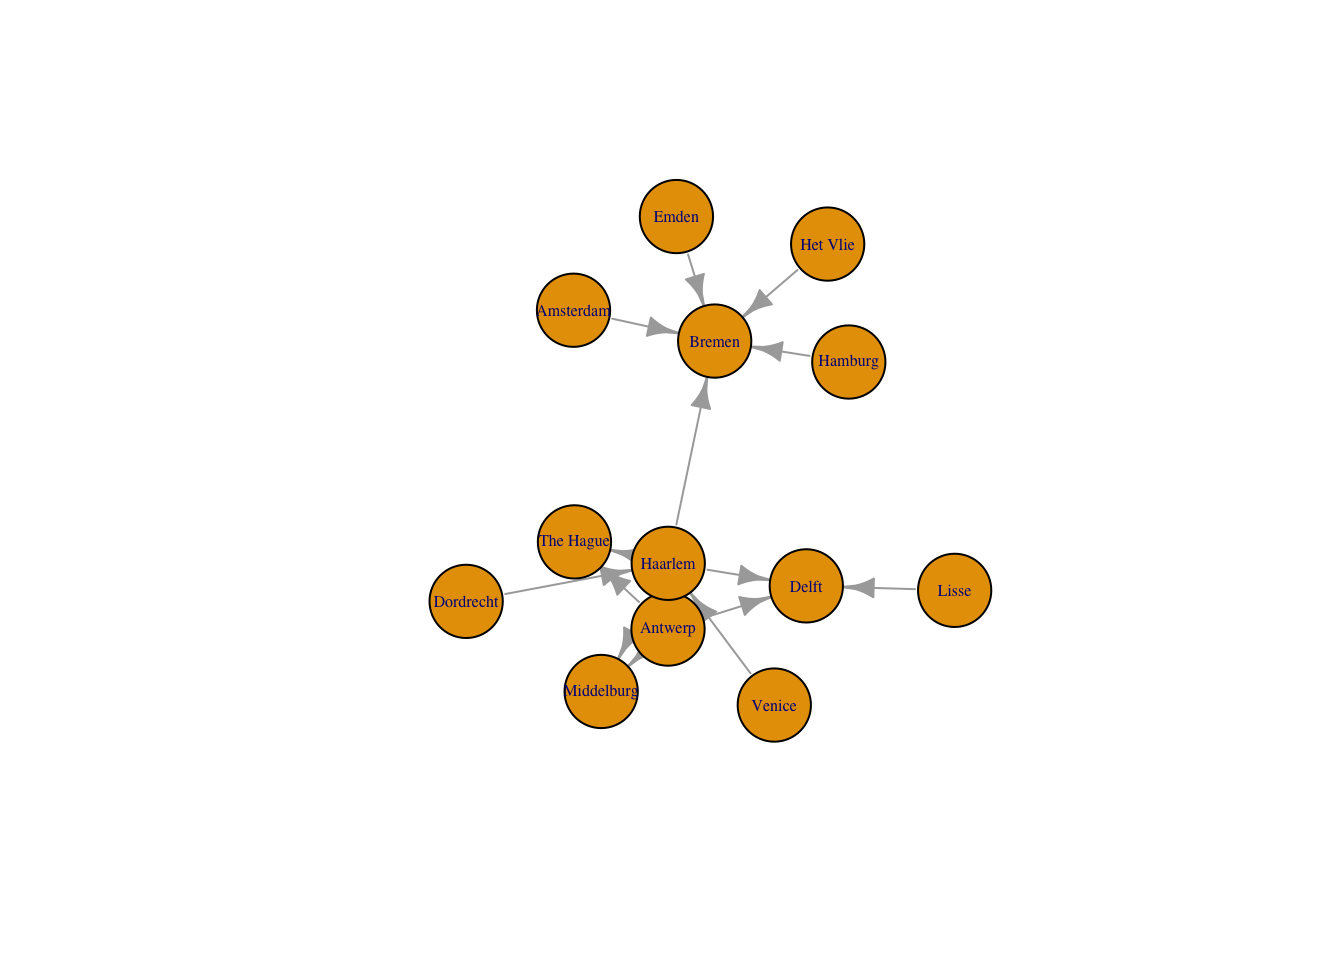 Emden
Het Vlie
Amsterdam
Bremen
Hamburg
The Hague
Haarlem
Delft
Lisse
Dordrecht
Antwerp
Middelburg
Venice